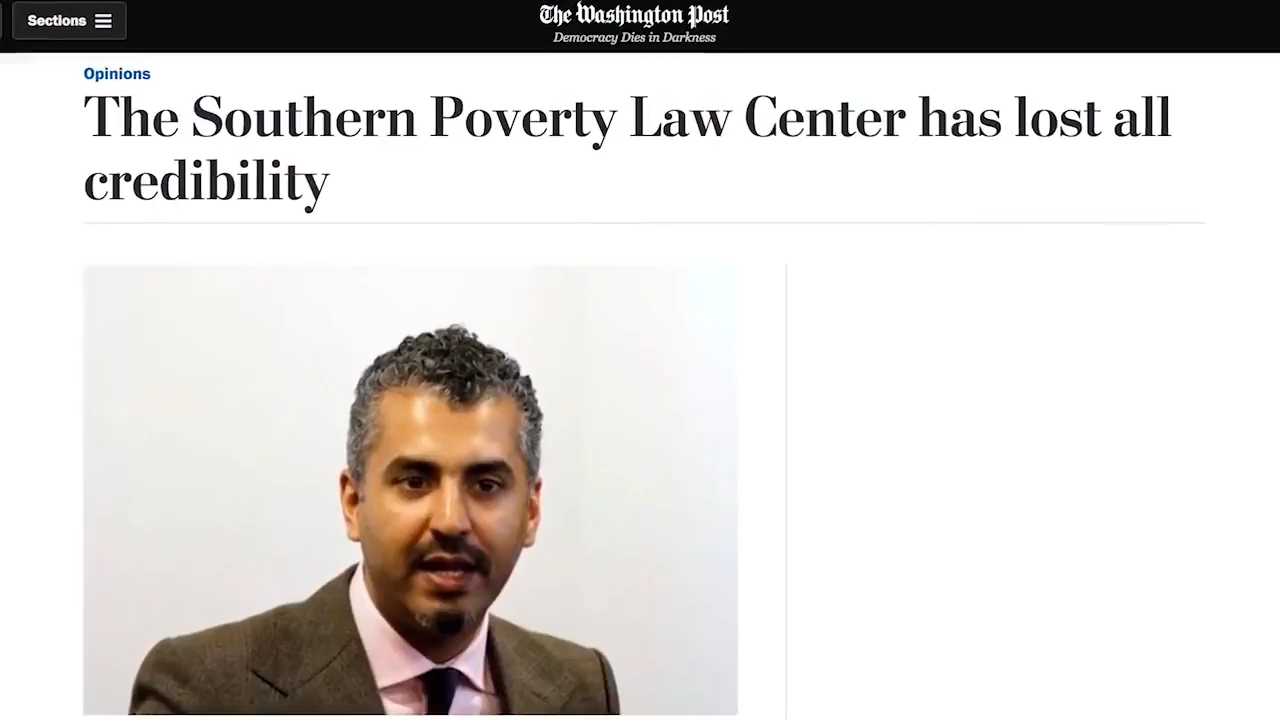 Sections
The Washington Post
Democracy Dies in Darkness
Opinions
The Southern Poverty Law Center has lost all
credibility